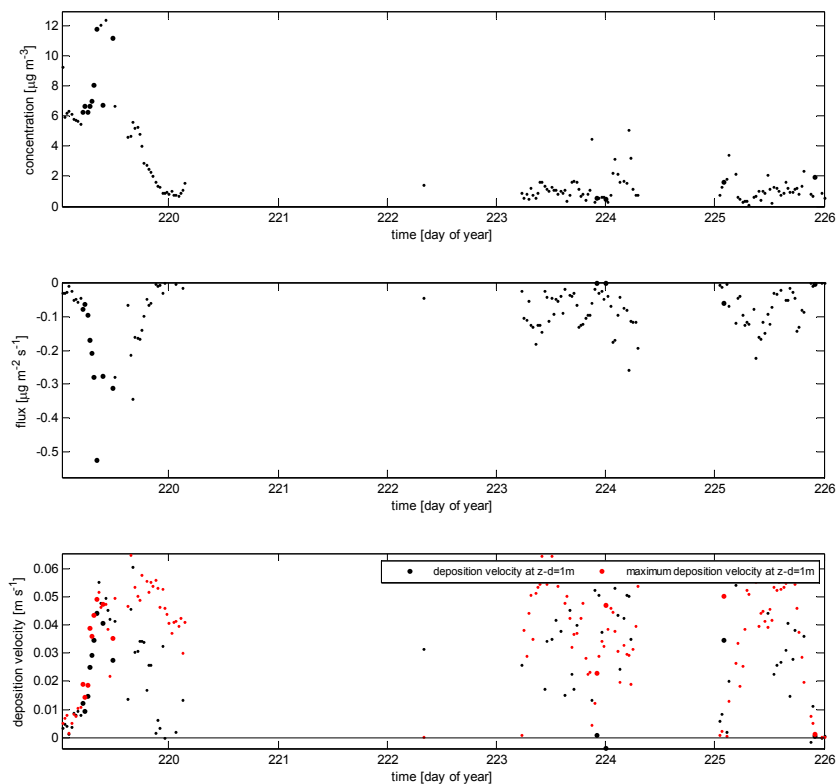 12
10
8
6
4
2
0
concentration [μg m-3]
220 221 222 223 224 225 226
time [day of year]
0
-0.1
-0.2
-0.3
-0.4
-0.5
flux [μg m-2 s-1]
220 221 222 223 224 225 226
time [day of year]
0.06
0.05
0.04
0.03
0.02
0.01
0
deposition velocity [m s-1]
deposition velocity at z-d=1m maximum deposition velocity at z-d=1m
220 221 222 223 224 225 226
time [day of year]